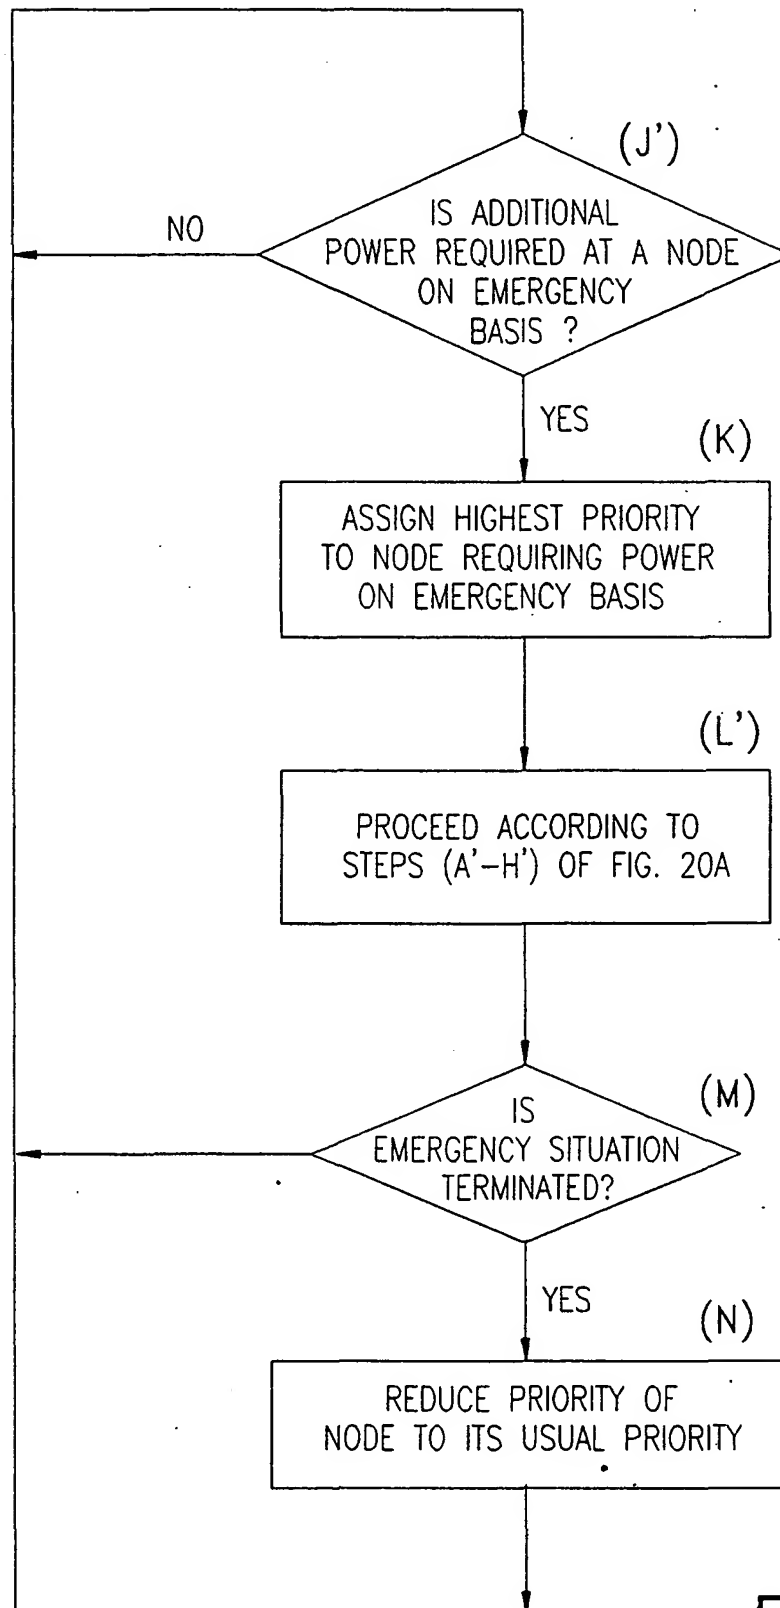 (J')
IS ADDITIONAL
POWER REQUIRED AT A NODE
ON EMERGENCY
BASIS ?
NO
YES
(K)
ASSIGN HIGHEST PRIORITY
TO NODE REQUIRING POWER
ON EMERGENCY BASIS
(L')
PROCEED ACCORDING TO
STEPS (A'-H') OF FIG. 20A
(M)
IS
EMERGENCY SITUATION
TERMINATED?
YES
(N)
REDUCE PRIORITY OF
NODE TO ITS USUAL PRIORITY